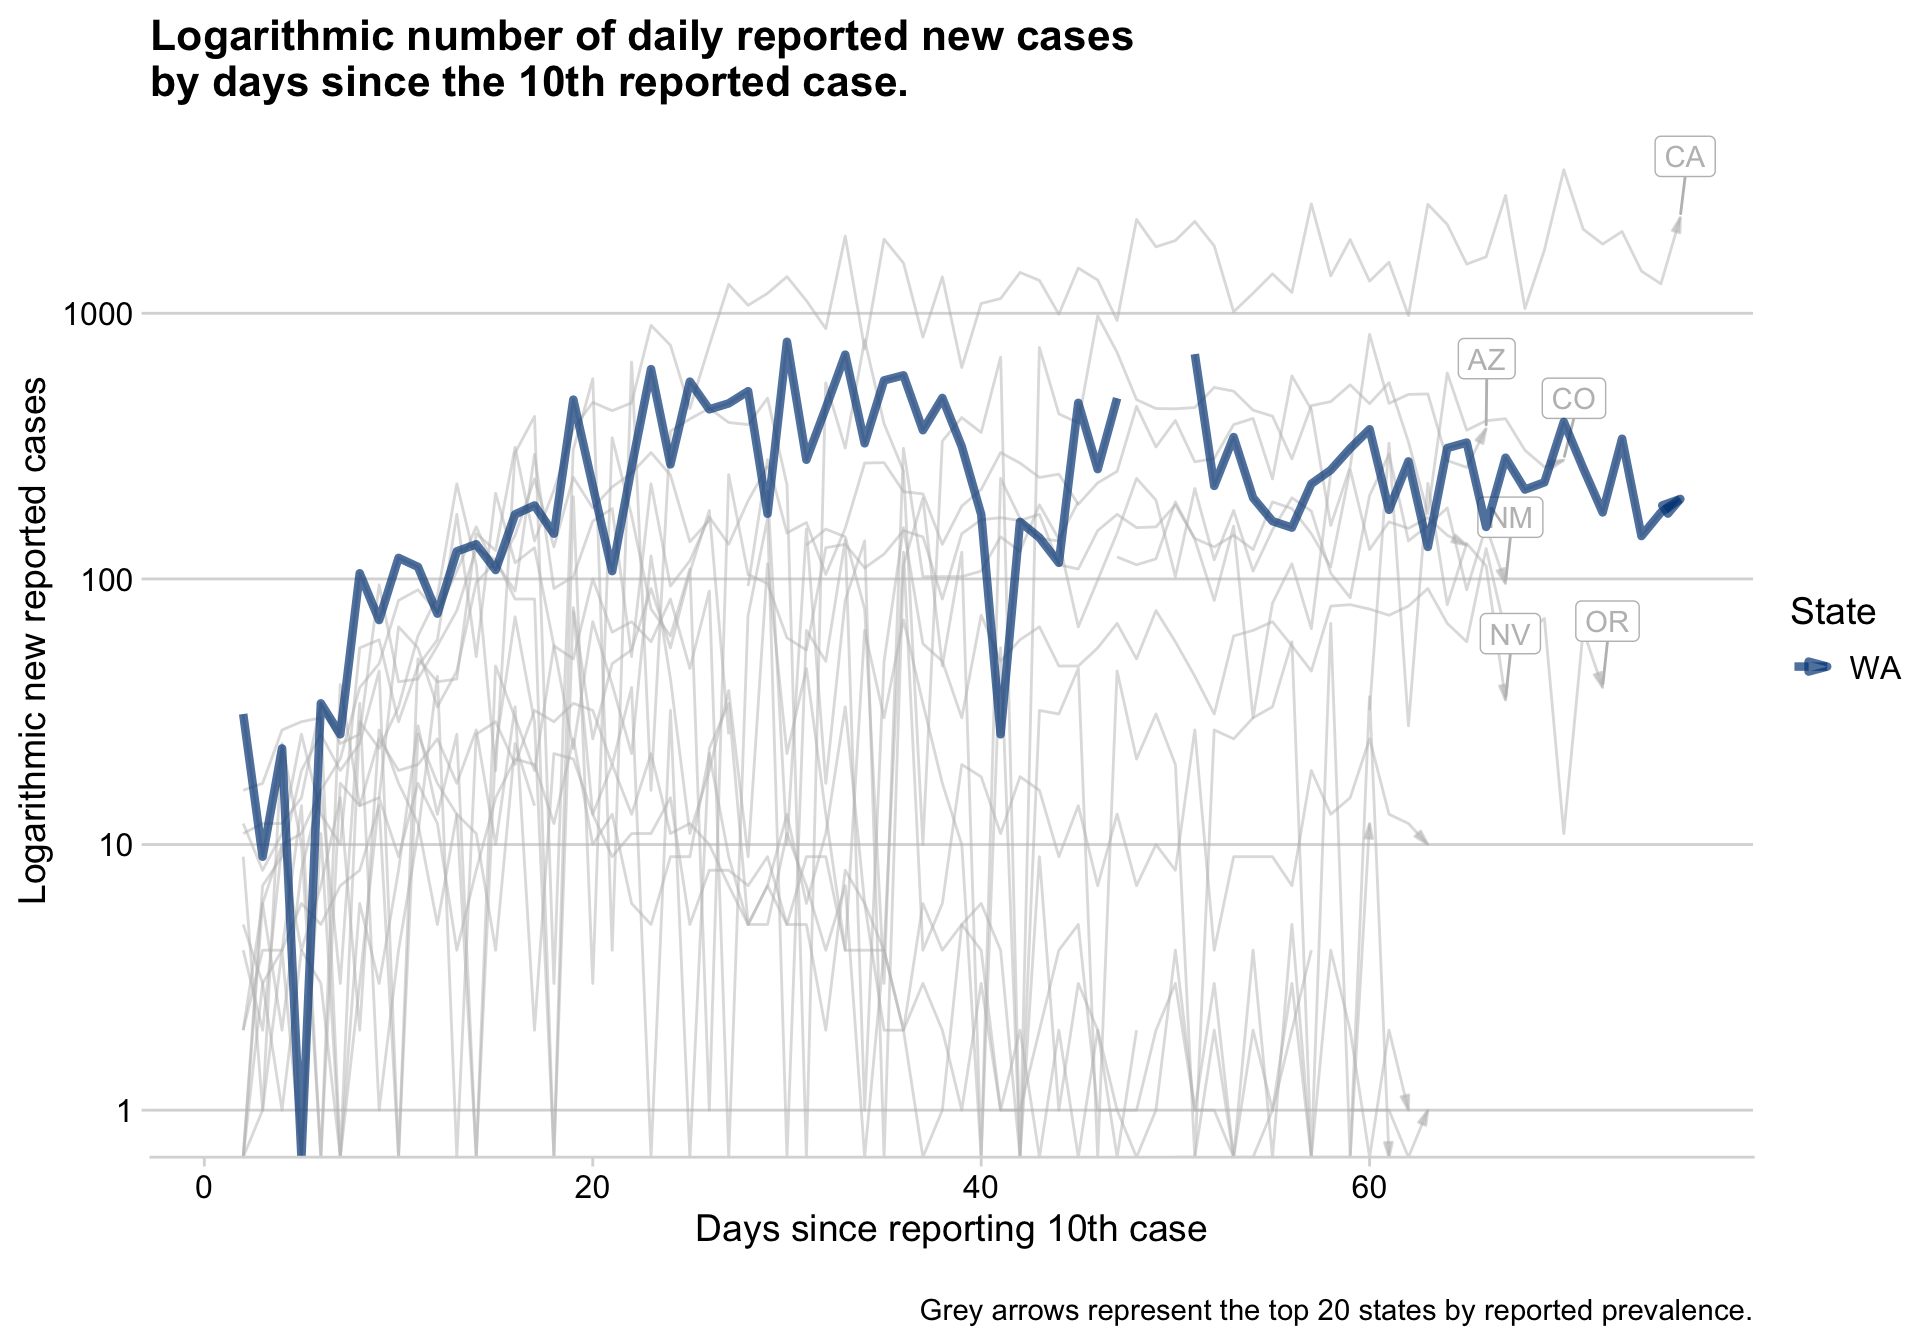 Logarithmic number of daily reported new cases
by days since the 10th reported case.
CA
1000
AZ
CO
NM
100
NV
OR
State
WA
10
1
Logarithmic new reported cases
0 20 40 60
Days since reporting 10th case
Grey arrows represent the top 20 states by reported prevalence.